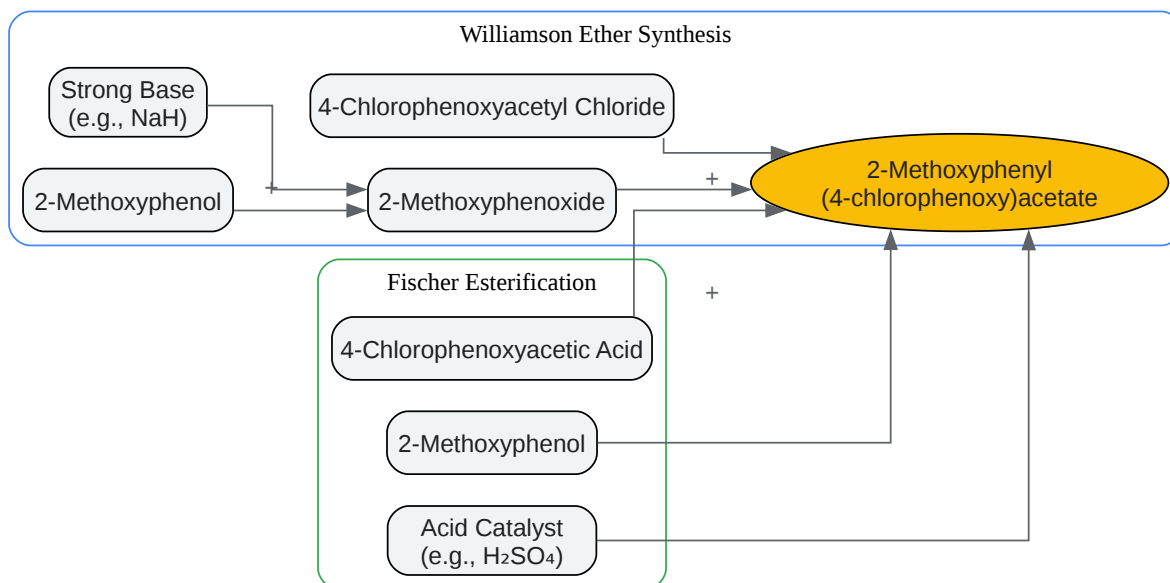 Williamson Ether Synthesis
Strong Base
(e.g., NaH)
4-Chlorophenoxyacetyl Chloride
2-Methoxyphenyl
(4-chlorophenoxy)acetate
+
+
2-Methoxyphenol
2-Methoxyphenoxide
Fischer Esterification
+
4-Chlorophenoxyacetic Acid
2-Methoxyphenol
Acid Catalyst
(e.g., H₂SO₄)